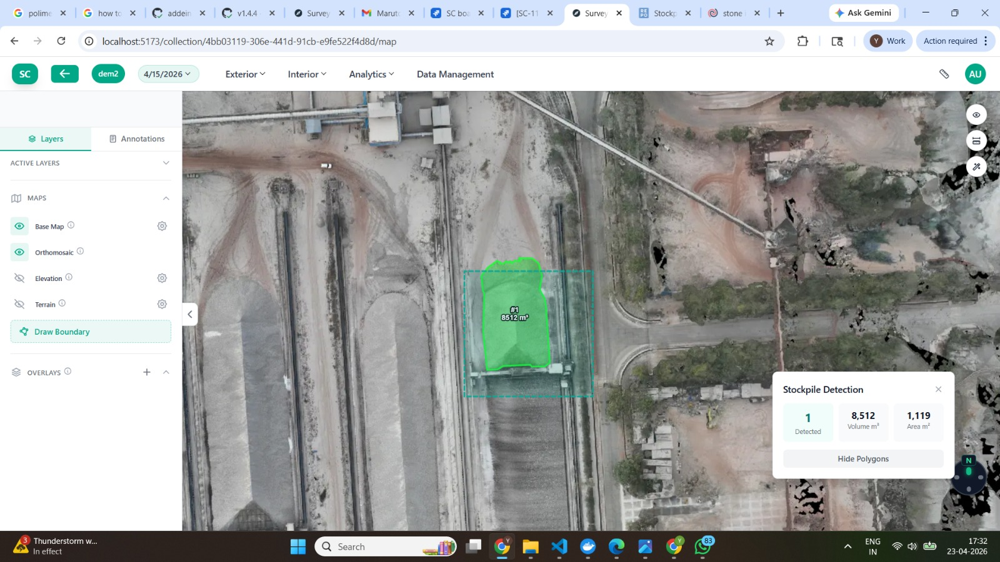 polime
how to
addein
v1.4.4
Survey
Marut
SC boa
[SC-11
Survey
Stockp
stone
Ask Gemini
localhost:5173/collection/4bb03119-306e-441d-91cb-e9fe522f4d8d/map
Y Work
Action required
SC
dem2
4/15/2026
Exterior
Interior
Analytics
Data Management
AU
Layers
Annotations
ACTIVE LAYERS
MAPS
Base Map
Orthomosaic
Elevation
Terrain
Draw Boundary
OVERLAYS
#1
8512 m³
Stockpile Detection
1
Detected
8,512
Volume m³
1,119
Area m²
Hide Polygons
N
3
Thunderstorm w...
In effect
Search
83
ENG
IN
17:32
23-04-2026